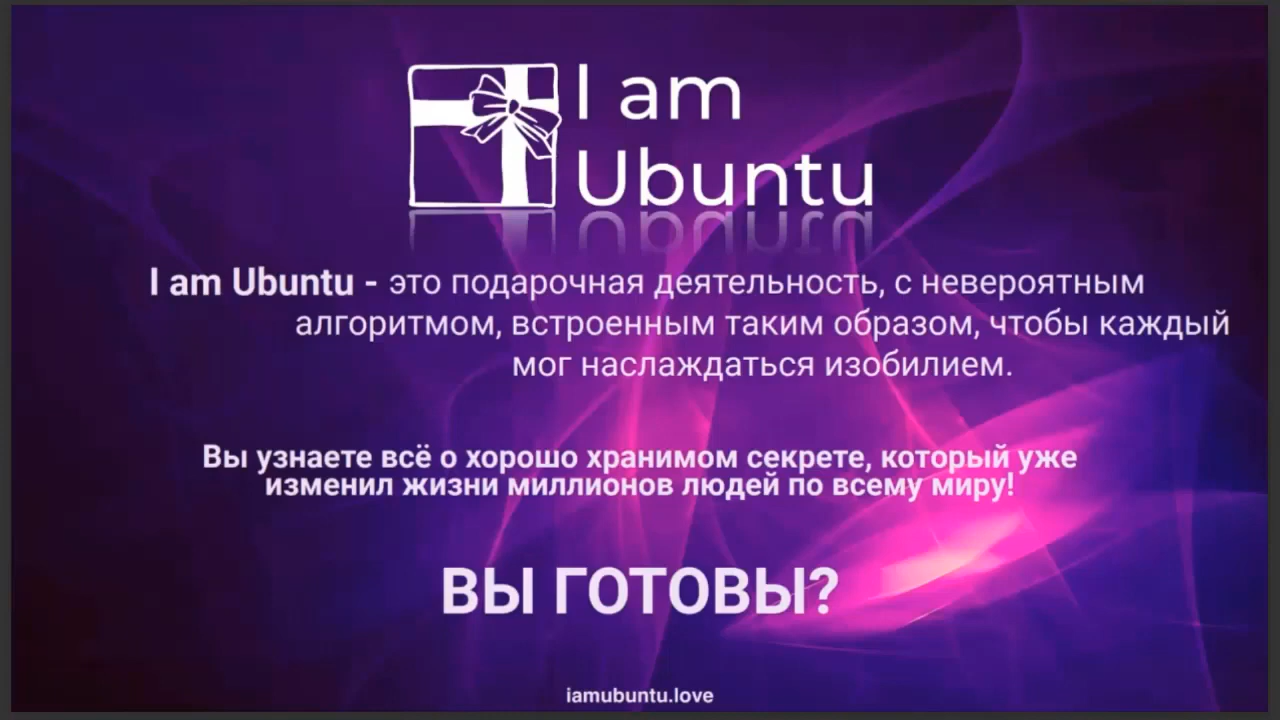 I am
Ubuntu
I am Ubuntu - это подарочная деятельность, с невероятным
алгоритмом, встроенным таким образом, чтобы каждый
мог наслаждаться изобилием.
Вы узнаете всё о хорошо хранимом секрете, который уже
изменил жизни миллионов людей по всему миру!
ВЫ ГОТОВЫ?
iamubuntu.love